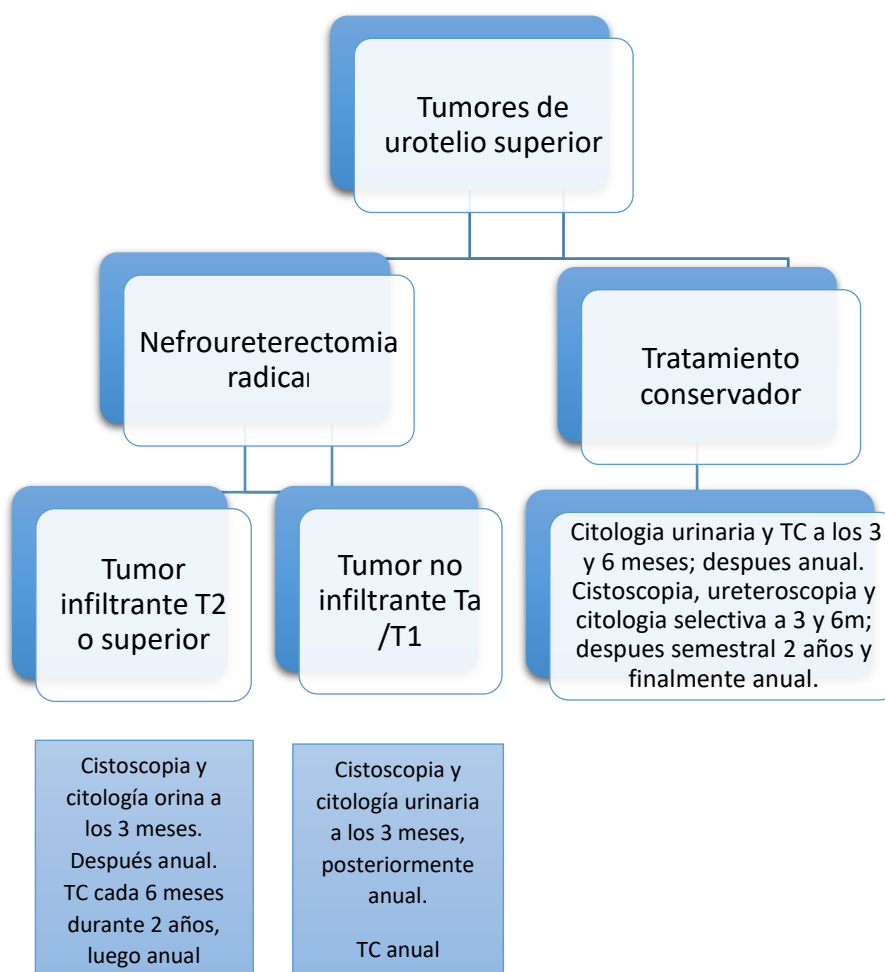 Tumores de
urotelio superior
Nefroureterectomia
radical
Tratamiento
conservador
Tumor
infiltrante T2
o superior
Tumor no
infiltrante Ta
/T1
Citologia urinaria y TC a los 3
y 6 meses; despues anual.
Cistoscopia, ureteroscopia y
citologia selectiva a 3 y 6m;
despues semestral 2 años y
finalmente anual.
Cistoscopia y
citología orina a
los 3 meses.
Después anual.
TC cada 6 meses
durante 2 años,
luego anual
Cistoscopia y
citología urinaria
a los 3 meses,
posteriormente
anual.
TC anual